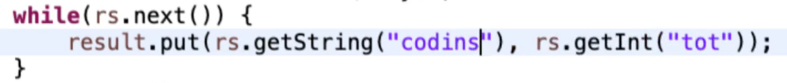 while(rs.next()) {
    result.put(rs.getString("codins"), rs.getInt("tot"));
}